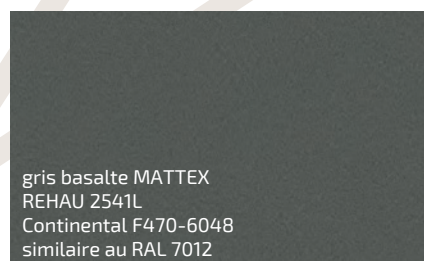 gris basalte MATTEX
REHAU 2541L
Continental F470-6048
similaire au RAL 7012